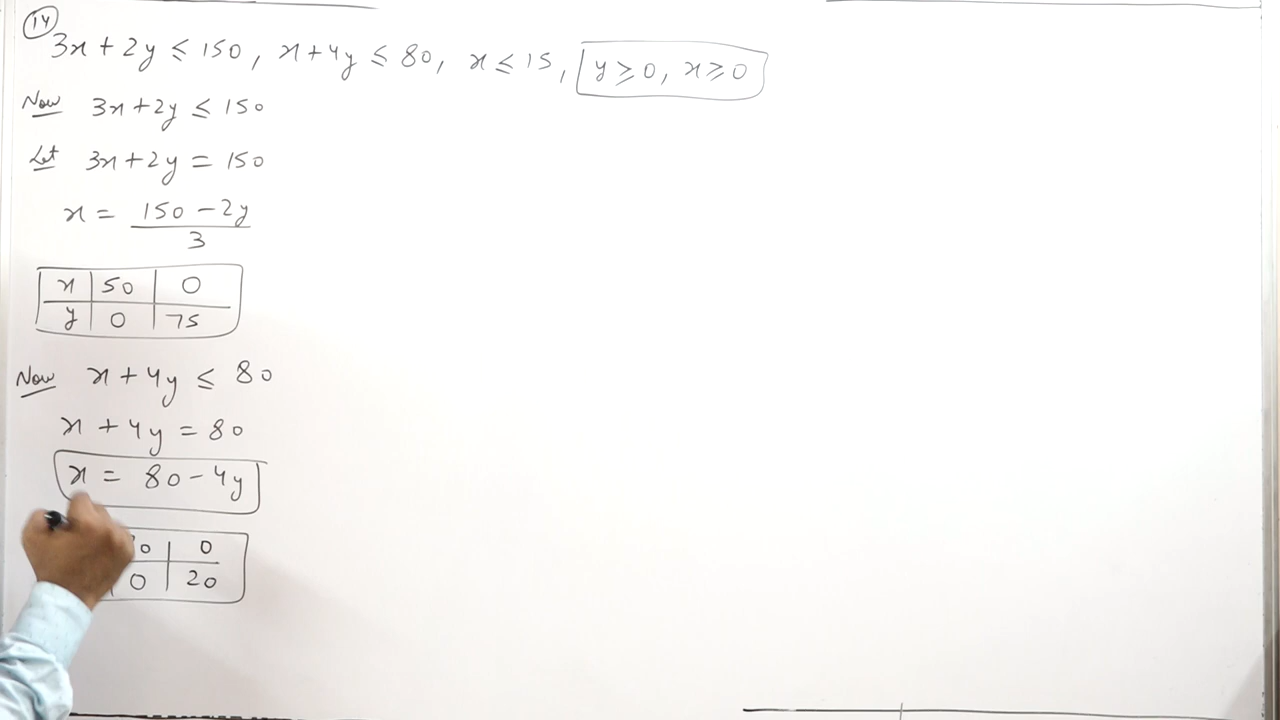 14
3x + 2y ≤ 150, x + 4y ≤ 80, x ≤ 15, y ≥ 0, x ≥ 0
Now 3x + 2y ≤ 150
Let 3x + 2y = 150
x = 150 - 2y
3
x 50 0
y 0 75
Now x + 4y ≤ 80
x + 4y = 80
x = 80 - 4y
0 0
0 20